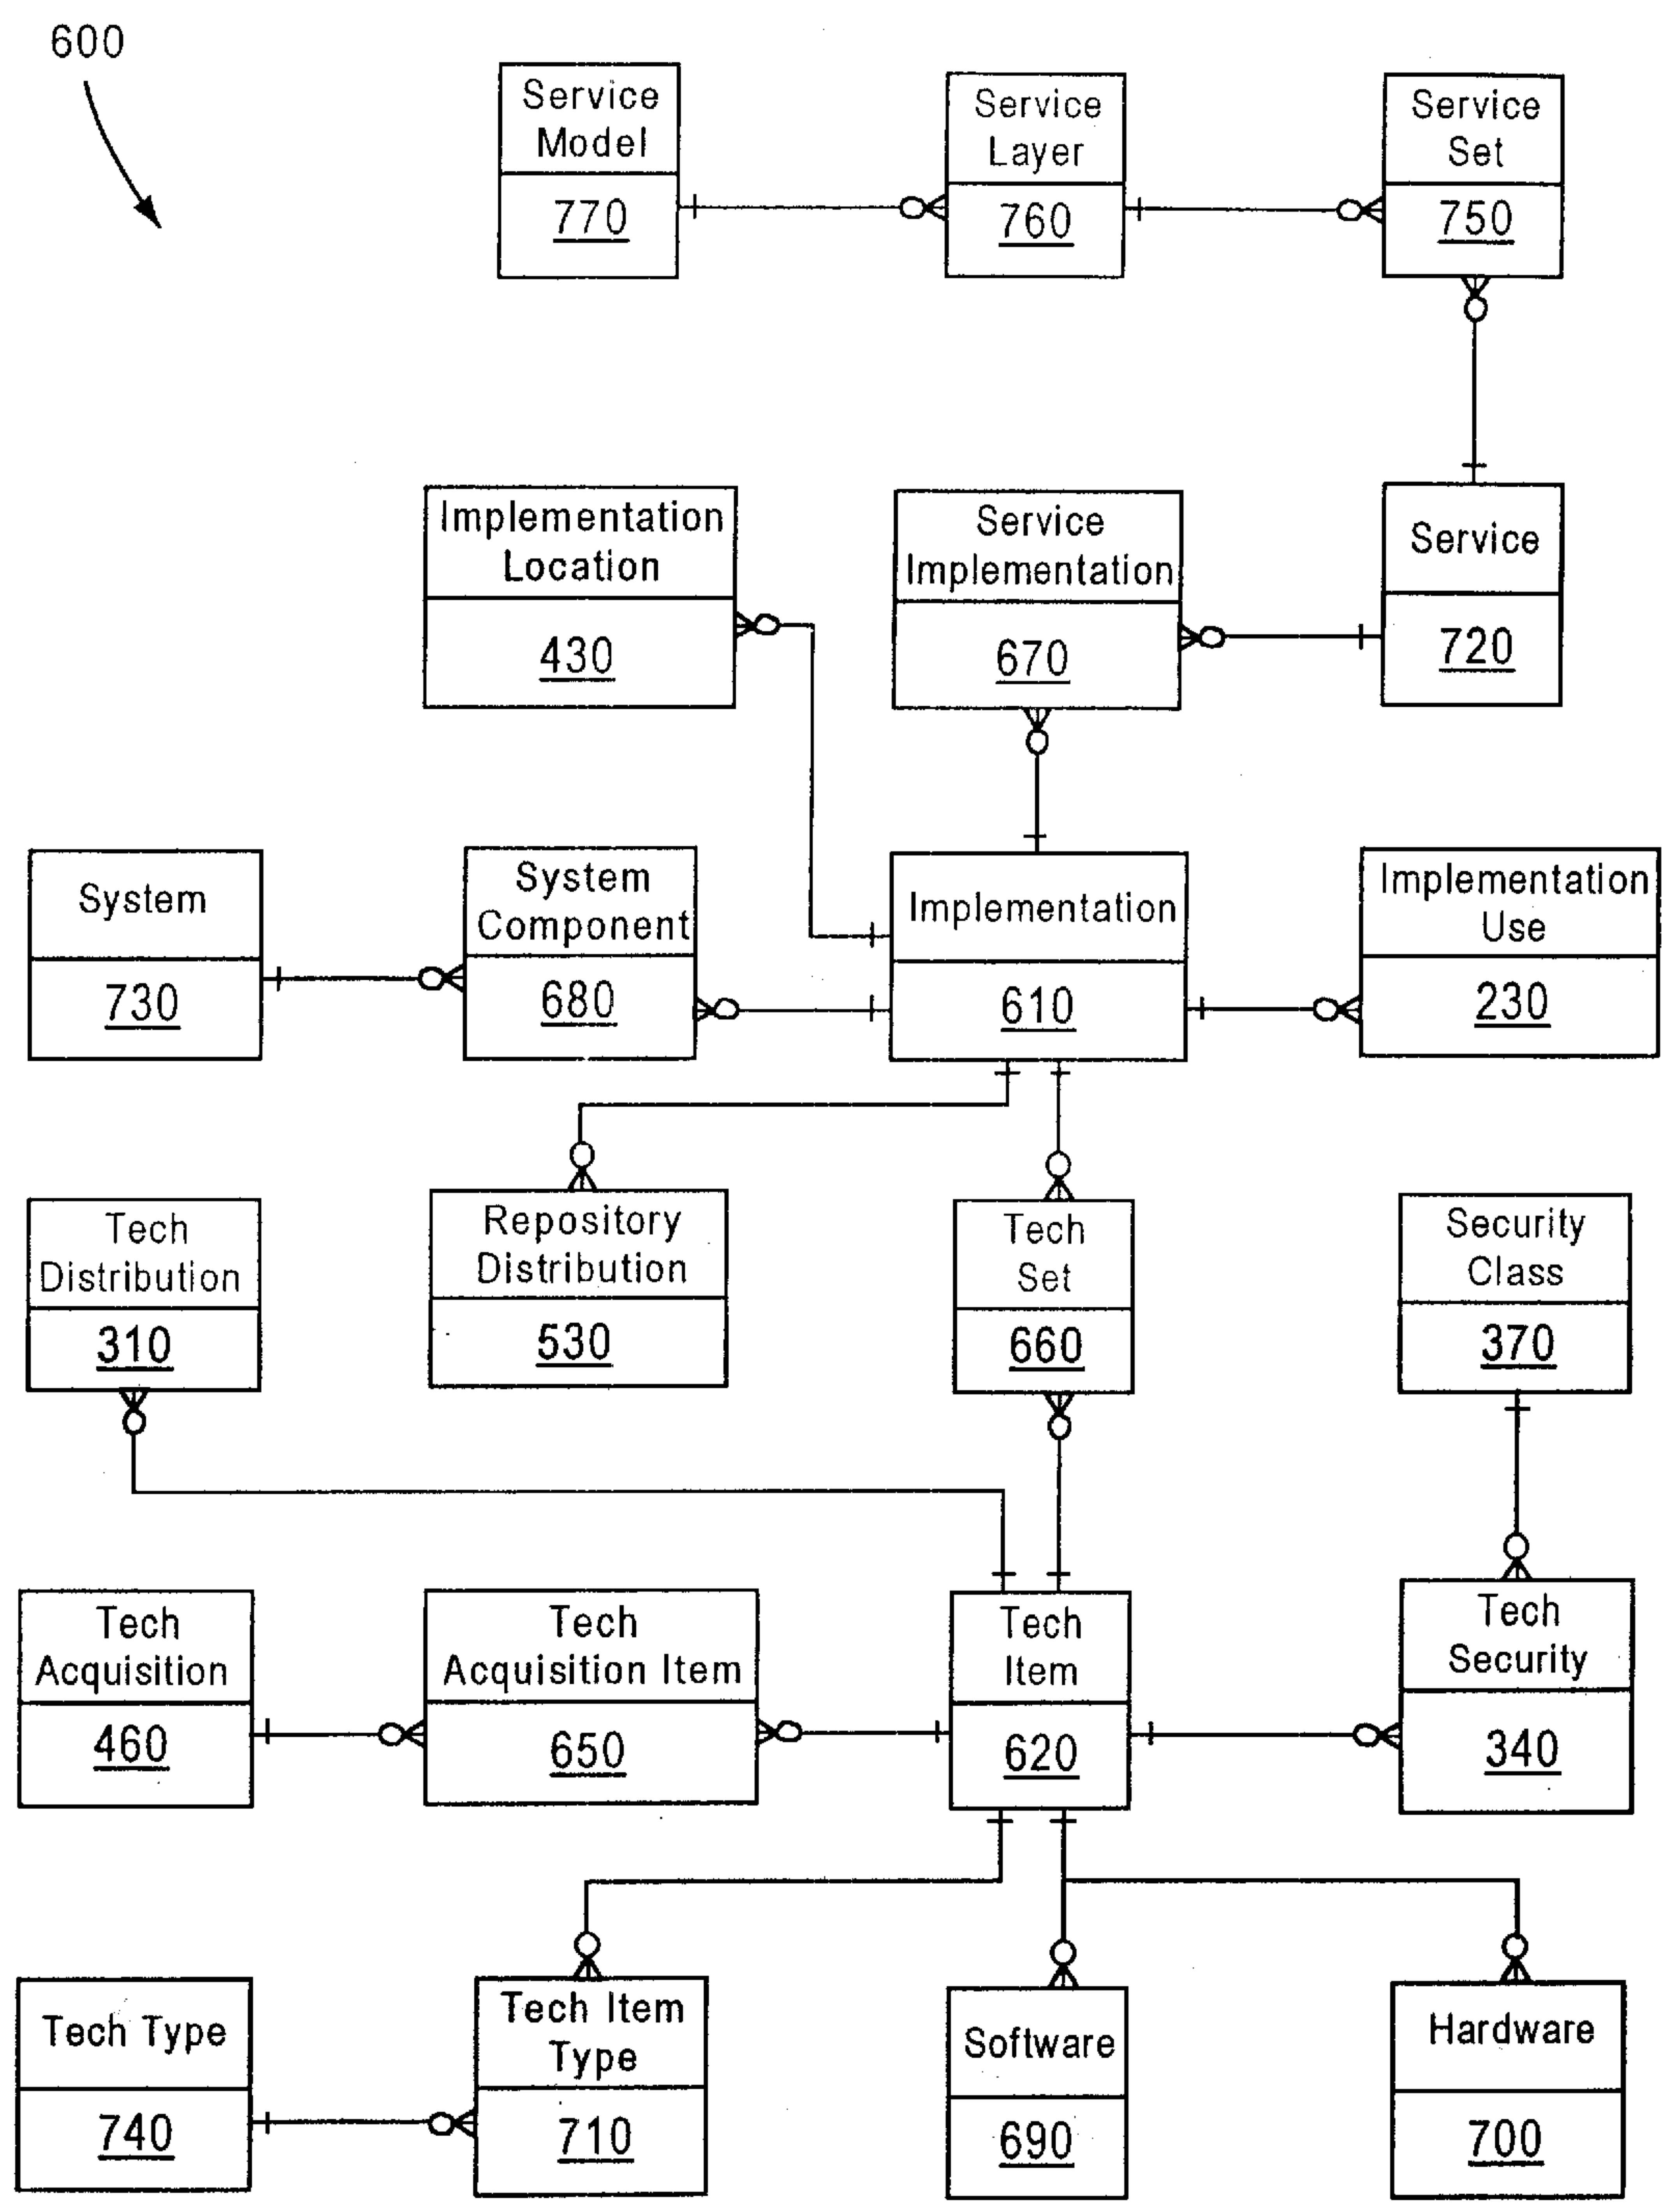 600
Service
Model
770
Service
Layer
760
Service
Set
750
Implementation
Location
430
Service
Implementation
670
Service
720
System
730
System
Component
680
Implementation
610
Implementation
Use
230
Tech
Distribution
310
Repository
Distribution
530
Tech
Set
660
Security
Class
370
Tech
Acquisition
460
Tech
Acquisition Item
650
Tech
Item
620
Tech
Security
340
Tech Type
740
Tech Item
Type
710
Software
690
Hardware
700